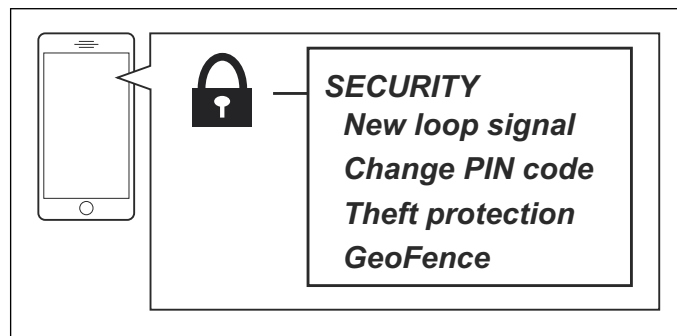 SECURITY
New loop signal
Change PIN code
Theft protection
GeoFence